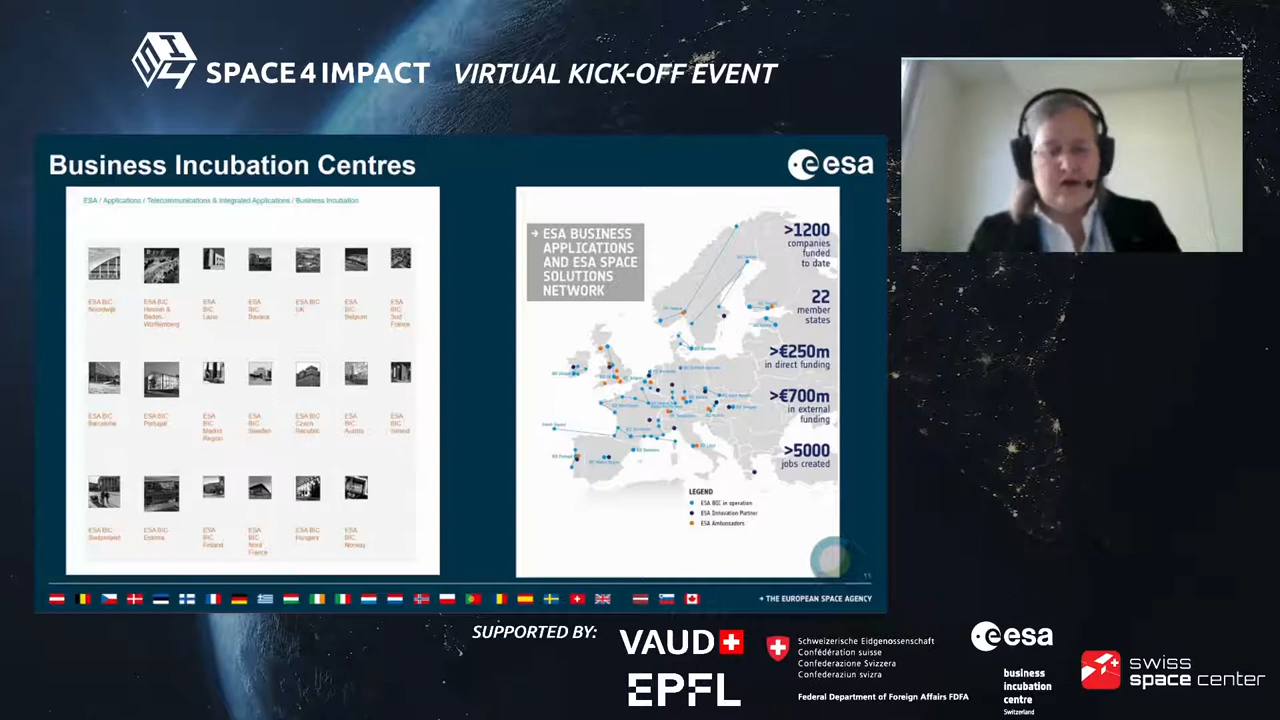 SPACE4IMPACT VIRTUAL KICK-OFF EVENT
Business Incubation Centres
esa
ESA / Applications / Telecommunications & Integrated Applications / Business Incubation
ESA BIC
Noordwijk
ESA BIC
Hessen &
Baden-
Württemberg
ESA
BIC
Lazio
ESA
BIC
Bavaria
ESA BIC
UK
ESA
BIC
Belgium
ESA
BIC
Sud
France
ESA BIC
Barcelona
ESA BIC
Portugal
ESA
BIC
Madrid
Region
ESA
BIC
Sweden
ESA BIC
Czech
Republic
ESA
BIC
Austria
ESA
BIC
Ireland
ESA BIC
Switzerland
ESA BIC
Estonia
ESA
BIC
Finland
ESA
BIC
Nord
France
ESA BIC
Hungary
ESA
BIC
Norway
→ ESA BUSINESS
APPLICATIONS
AND ESA SPACE
SOLUTIONS
NETWORK
>1200
companies
funded
to date
22
member
states
>€250m
in direct funding
>€700m
in external
funding
>5000
jobs created
LEGEND
ESA BIC in operation
ESA Innovation Partner
ESA Ambassadors
11
→ THE EUROPEAN SPACE AGENCY
SUPPORTED BY:
VAUD
EPFL
Schweizerische Eidgenossenschaft
Confédération suisse
Confederazione Svizzera
Confederaziun svizra
Federal Department of Foreign Affairs FDFA
esa
business
incubation
centre
Switzerland
swiss
space center